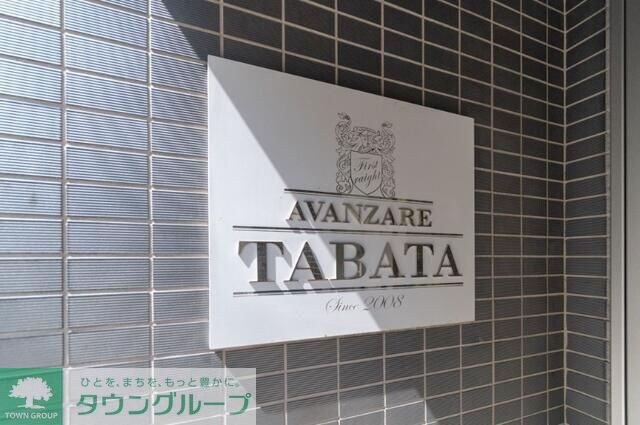 First
raight
AVANZARE
TABATA
Since 2008
TOWN GROUP
ひとを、まちを、もっと豊かに。
タウングループ